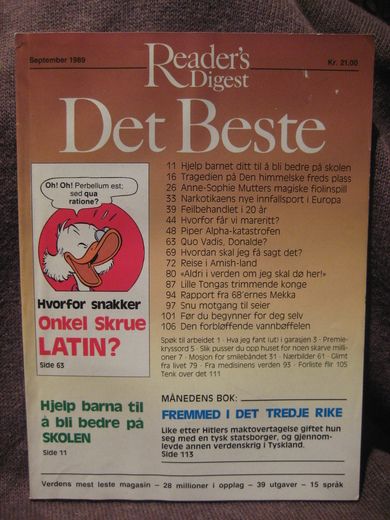 September 1989
Reader's Digest
Kr. 21,00
Det Beste
Oh! Oh! Perbellum est;
sed qua
ratione?
Hvorfor snakker
Onkel Skrue
LATIN?
Side 63
Hjelp barna til
å bli bedre på
SKOLEN
Side 11
11 Hjelp barnet ditt til å bli bedre på skolen
16 Tragedien på Den himmelske freds plass
26 Anne-Sophie Mutters magiske fiolinspill
33 Narkotikaens nye innfallsport i Europa
39 Feilbehandlet i 20 år
44 Hvorfor får vi mareritt?
48 Piper Alpha-katastrofen
63 Quo Vadis, Donalde?
69 Hvordan skal jeg få sagt det?
72 Reise i Amish-land
80 «Aldri i verden om jeg skal dø her!»
87 Lille Tongas trimmende konge
94 Rapport fra 68'ernes Mekka
97 Snu motgang til seier
101 Før du begynner for deg selv
106 Den forbløffende vannbøffelen
Spøk til arbeidet 1 · Hva jeg fant (ut) i garasjen 3 · Premie-
kryssord 5 · Slik pusser du opp huset for noen skarve milli-
oner 7 · Mosjon for smilebåndet 31 · Nærbilder 61 · Glimt
fra livet 79 · Fra medisinens verden 93 · Forliste flir 105
Tenk over det 111
MÅNEDENS BOK:
FREMMED I DET TREDJE RIKE
Like etter Hitlers maktovertagelse giftet hun
seg med en tysk statsborger, og gjennom-
levde annen verdenskrig i Tyskland.
Side 113
Verdens mest leste magasin – 28 millioner i opplag – 39 utgaver – 15 språk